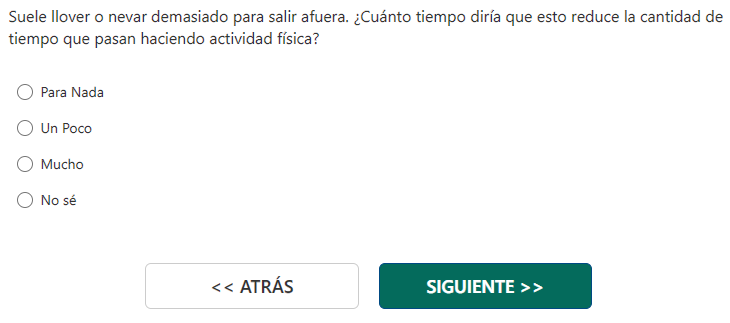 Suele llover o nevar demasiado para salir afuera. ¿Cuánto tiempo diría que esto reduce la cantidad de
tiempo que pasan haciendo actividad física?
Para Nada
Un Poco
Mucho
No sé
<< ATRÁS
SIGUIENTE >>